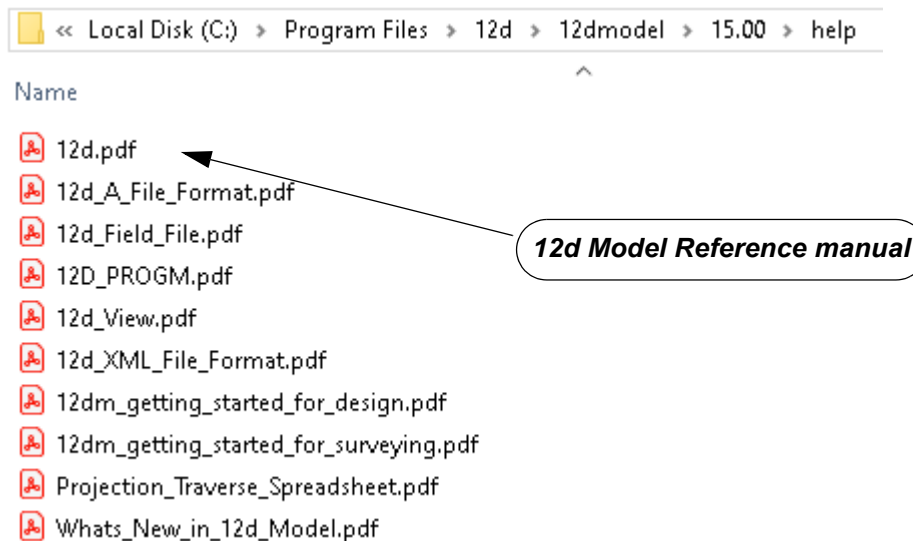 « Local Disk (C:) > Program Files > 12d > 12dmodel > 15.00 > help
Name
12d.pdf
12d_A_File_Format.pdf
12d_Field_File.pdf
12d Model Reference manual
12D_PROGM.pdf
12d_View.pdf
12d_XML_File_Format.pdf
12dm_getting_started_for_design.pdf
12dm_getting_started_for_surveying.pdf
Projection_Traverse_Spreadsheet.pdf
Whats_New_in_12d_Model.pdf